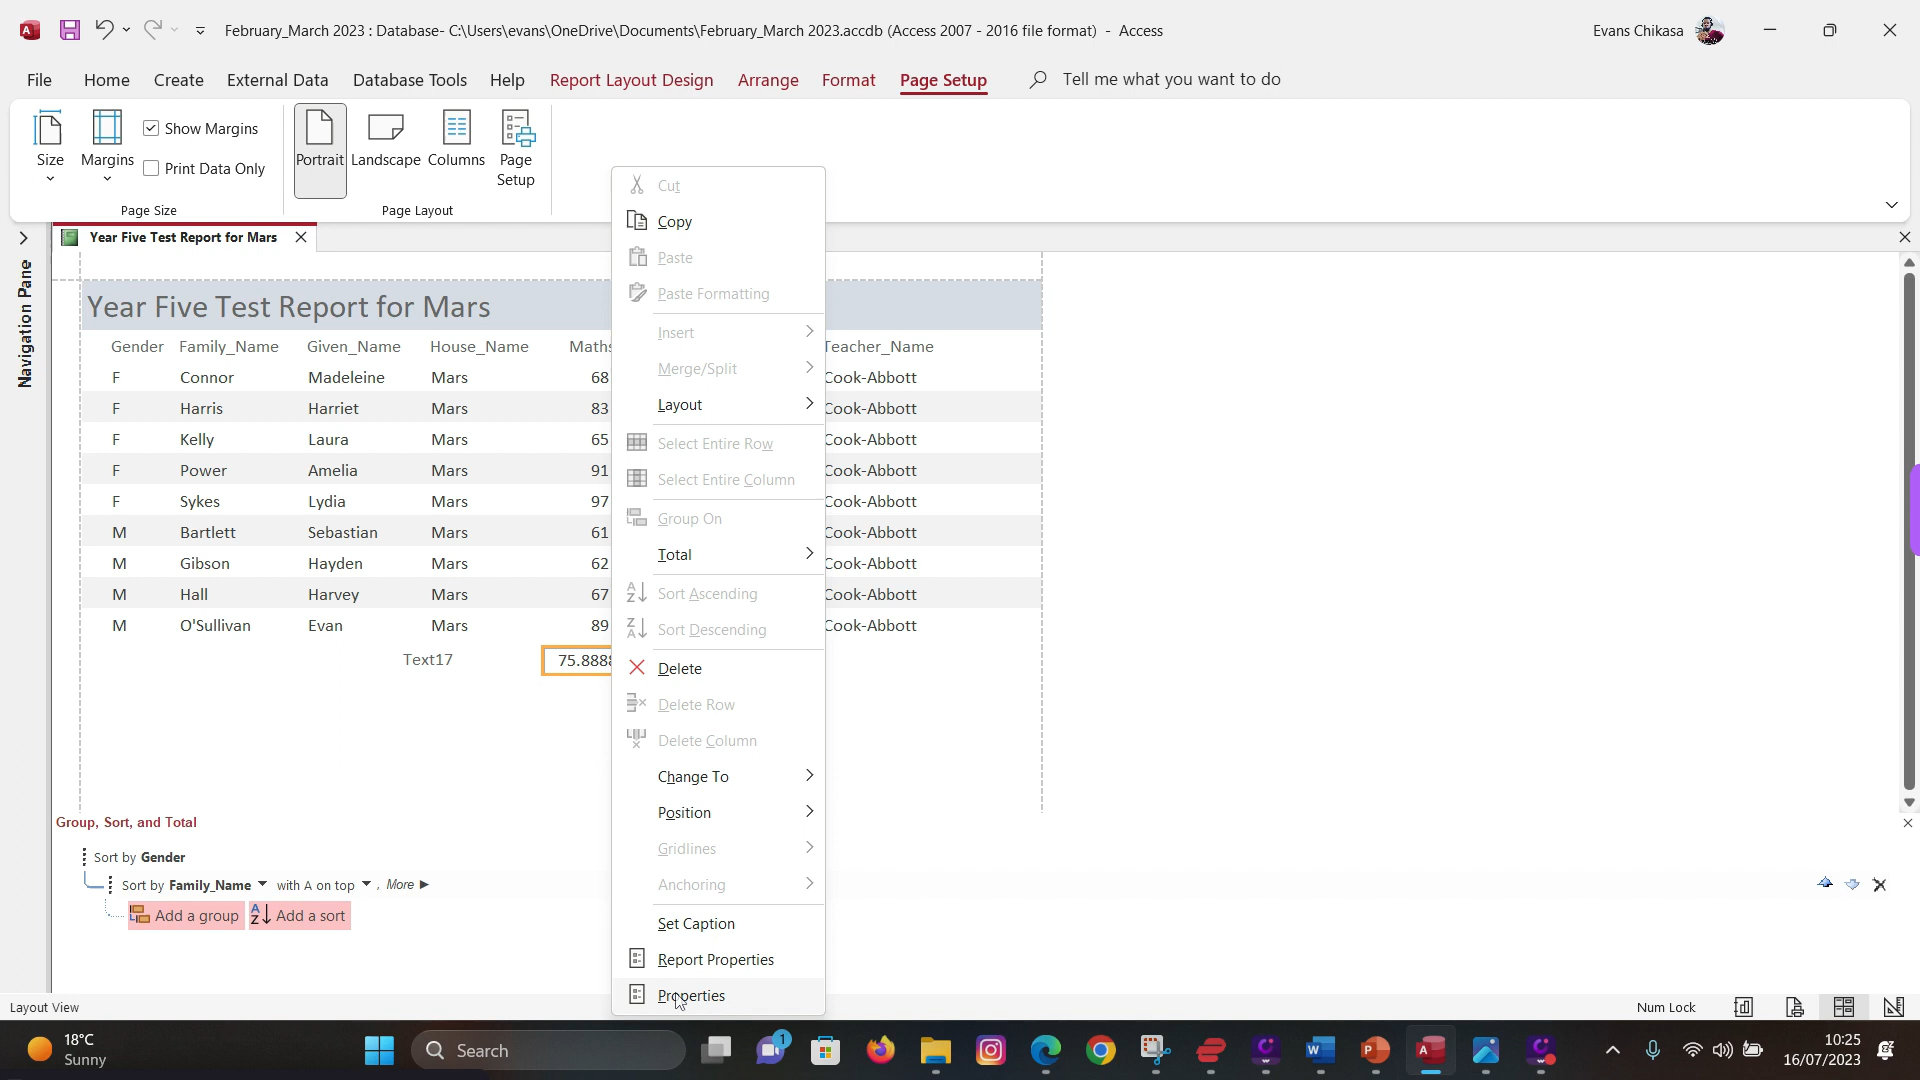 February_March 2023 : Database- C:\Users\evans\OneDrive\Documents\February_March 2023.accdb (Access 2007 - 2016 file format) - Access
Evans Chikasa
File Home Create External Data Database Tools Help Report Layout Design Arrange Format Page Setup Tell me what you want to do
Size
Margins
Show Margins
Print Data Only
Page Size
Portrait
Landscape
Columns
Page
Setup
Page Layout
Year Five Test Report for Mars
Navigation Pane
Year Five Test Report for Mars
Gender Family_Name Given_Name House_Name Maths Teacher_Name
F Connor Madeleine Mars 68 Cook-Abbott
F Harris Harriet Mars 83 Cook-Abbott
F Kelly Laura Mars 65 Cook-Abbott
F Power Amelia Mars 91 Cook-Abbott
F Sykes Lydia Mars 97 Cook-Abbott
M Bartlett Sebastian Mars 61 Cook-Abbott
M Gibson Hayden Mars 62 Cook-Abbott
M Hall Harvey Mars 67 Cook-Abbott
M O'Sullivan Evan Mars 89 Cook-Abbott
Text17 75.8888
Cut
Copy
Paste
Paste Formatting
Insert
Merge/Split
Layout
Select Entire Row
Select Entire Column
Group On
Total
Sort Ascending
Sort Descending
Delete
Delete Row
Delete Column
Change To
Position
Gridlines
Anchoring
Set Caption
Report Properties
Properties
Group, Sort, and Total
Sort by Gender
Sort by Family_Name with A on top , More
Add a group Add a sort
Layout View
Num Lock
18°C
Sunny
Search
1
10:25
16/07/2023